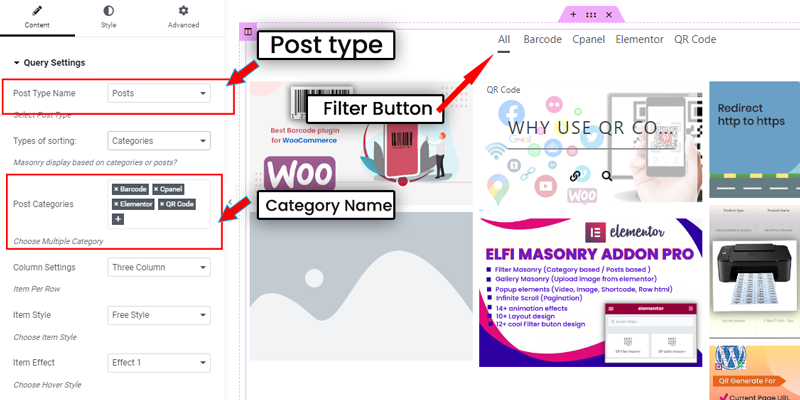 Content
Style
Advanced
Query Settings
Post Type Name
Posts
Select Post Type
Types of sorting:
Categories
Masonry display based on categories or posts?
Post Categories
× Barcode × Cpanel
× Elementor × QR Code
+
Choose Multiple Category
Column Settings
Three Column
Item Per Row
Item Style
Free Style
Choose Item Style
Item Effect
Effect 1
Choose Hover Style
Post type
Filter Button
Category Name
All Barcode Cpanel Elementor QR Code
Best Barcode plugin
for WooCommerce
WOO
QR Code
WHY USE QR CO...
WOO
Redirect
http to https
elementor
ELFI MASONRY ADDON PRO
Filter Masonry (Category based / Posts based )
Gallery Masonry (Upload image from elementor)
Popup elements (Video, Image, Shortcode, Raw html)
Infinite Scroll (Pagination)
14+ animation effects
10+ Layout design
12+ cool Filter buton design
elementor
Product Type Product Name
QR Generate For
Current Page URL